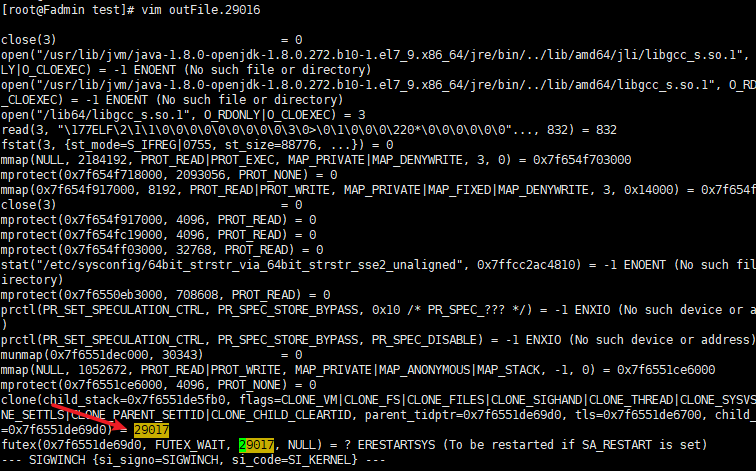 [root@Fadmin test]# vim outFile.29016
close(3)                                = 0
open("/usr/lib/jvm/java-1.8.0-openjdk-1.8.0.272.b10-1.el7_9.x86_64/jre/bin/../lib/amd64/jli/libgcc_s.so.1",
LY|O_CLOEXEC) = -1 ENOENT (No such file or directory)
open("/usr/lib/jvm/java-1.8.0-openjdk-1.8.0.272.b10-1.el7_9.x86_64/jre/bin/../lib/amd64/libgcc_s.so.1", O_RD
_CLOEXEC) = -1 ENOENT (No such file or directory)
open("/lib64/libgcc_s.so.1", O_RDONLY|O_CLOEXEC) = 3
read(3, "\177ELF\2\1\1\0\0\0\0\0\0\0\0\0\3\0>\0\1\0\0\0\220*\0\0\0\0\0\0"..., 832) = 832
fstat(3, {st_mode=S_IFREG|0755, st_size=88776, ...}) = 0
mmap(NULL, 2184192, PROT_READ|PROT_EXEC, MAP_PRIVATE|MAP_DENYWRITE, 3, 0) = 0x7f654f703000
mprotect(0x7f654f718000, 2093056, PROT_NONE) = 0
mmap(0x7f654f917000, 8192, PROT_READ|PROT_WRITE, MAP_PRIVATE|MAP_FIXED|MAP_DENYWRITE, 3, 0x14000) = 0x7f654f
close(3)                                = 0
mprotect(0x7f654f917000, 4096, PROT_READ) = 0
mprotect(0x7f654fc19000, 4096, PROT_READ) = 0
mprotect(0x7f654ff03000, 32768, PROT_READ) = 0
stat("/etc/sysconfig/64bit_strstr_via_64bit_strstr_sse2_unaligned", 0x7ffcc2ac4810) = -1 ENOENT (No such fil
irectory)
mprotect(0x7f6550eb3000, 708608, PROT_READ) = 0
prctl(PR_SET_SPECULATION_CTRL, PR_SPEC_STORE_BYPASS, 0x10 /* PR_SPEC_??? */) = -1 ENXIO (No such device or a
)
prctl(PR_SET_SPECULATION_CTRL, PR_SPEC_STORE_BYPASS, PR_SPEC_DISABLE) = -1 ENXIO (No such device or address)
munmap(0x7f6551dec000, 30343)           = 0
mmap(NULL, 1052672, PROT_READ|PROT_WRITE, MAP_PRIVATE|MAP_ANONYMOUS|MAP_STACK, -1, 0) = 0x7f6551ce6000
mprotect(0x7f6551ce6000, 4096, PROT_NONE) = 0
clone(child_stack=0x7f6551de5fb0, flags=CLONE_VM|CLONE_FS|CLONE_FILES|CLONE_SIGHAND|CLONE_THREAD|CLONE_SYSVS
NE_SETTLS|CLONE_PARENT_SETTID|CLONE_CHILD_CLEARTID, parent_tidptr=0x7f6551de69d0, tls=0x7f6551de6700, child_
=0x7f6551de69d0) = 29017
futex(0x7f6551de69d0, FUTEX_WAIT, 29017, NULL) = ? ERESTARTSYS (To be restarted if SA_RESTART is set)
--- SIGWINCH {si_signo=SIGWINCH, si_code=SI_KERNEL} ---